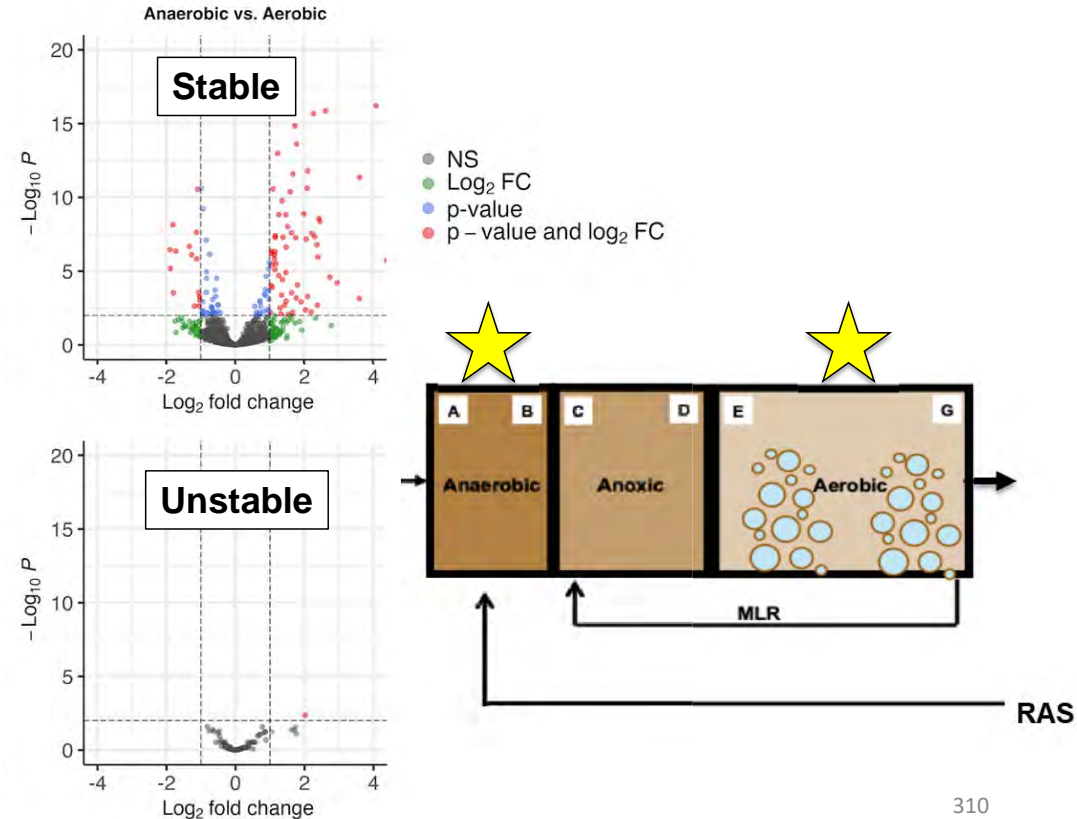 Anaerobic vs. Aerobic
20
15
10
5
0
-4
-2
0
2
4
−Log₁₀ P
Log₂ fold change
Stable
NS
Log₂ FC
p-value
p − value and log₂ FC
20
15
10
5
0
-4
-2
0
2
4
−Log₁₀ P
Log₂ fold change
Unstable
A
B
C
D
E
G
Anaerobic
Anoxic
Aerobic
MLR
RAS
310